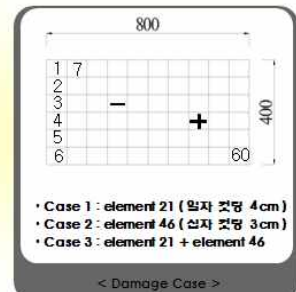 800
400
1 7
2
3
4
5
6 60
• Case 1 : element 21 ( 일자 컷팅 4cm )
• Case 2 : element 46 ( 십자 컷팅 3cm )
• Case 3 : element 21 + element 46
< Damage Case >